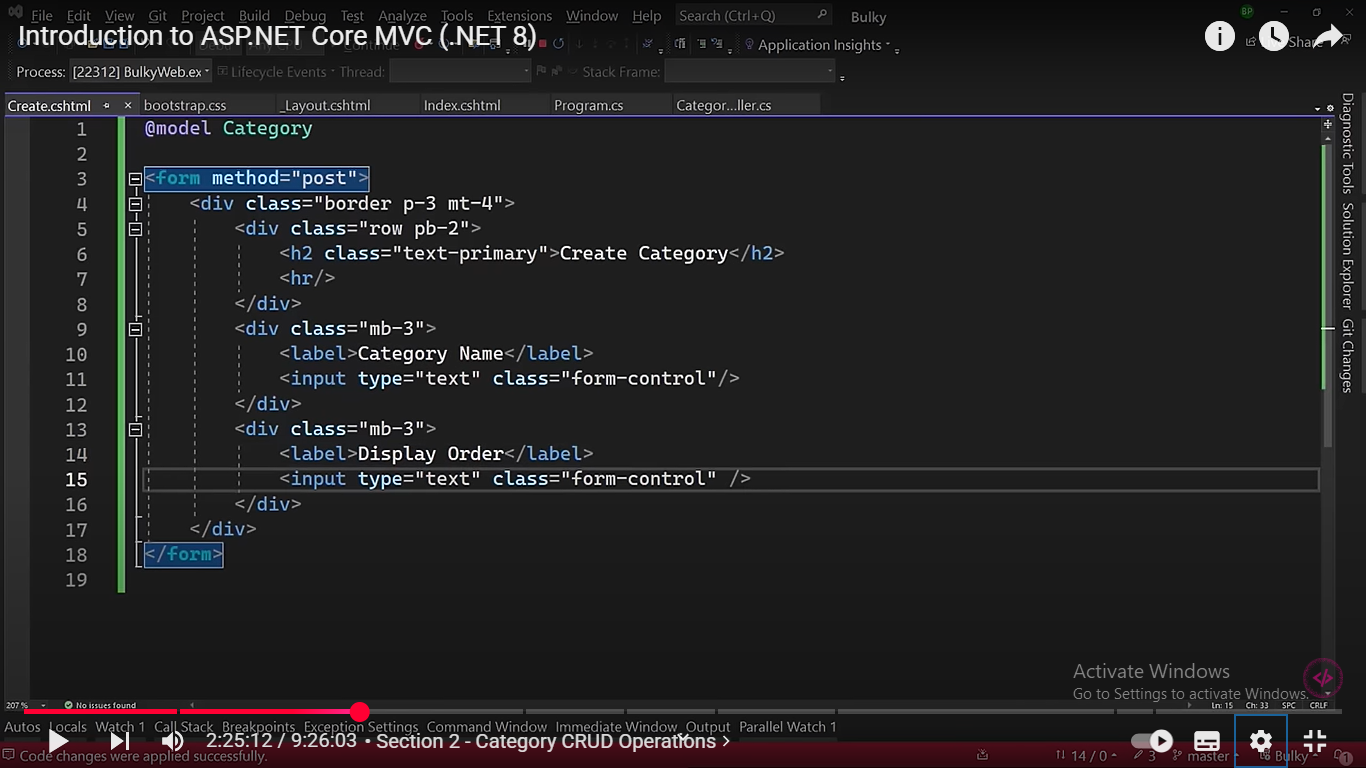 File Edit View Git Project Build Debug Test Analyze Tools Extensions Window Help Search (Ctrl+Q) Bulky BP
Introduction to ASP.NET Core MVC (.NET 8)
Application Insights
Share
Process: [22312] BulkyWeb.ex Lifecycle Events Thread: Stack Frame:
Create.cshtml bootstrap.css _Layout.cshtml Index.cshtml Program.cs Categor...ller.cs
1 @model Category
2
3 <form method="post">
4 <div class="border p-3 mt-4">
5 <div class="row pb-2">
6 <h2 class="text-primary">Create Category</h2>
7 <hr/>
8 </div>
9 <div class="mb-3">
10 <label>Category Name</label>
11 <input type="text" class="form-control"/>
12 </div>
13 <div class="mb-3">
14 <label>Display Order</label>
15 <input type="text" class="form-control" />
16 </div>
17 </div>
18 </form>
19
Diagnostic Tools
Solution Explorer
Git Changes
Activate Windows
Go to Settings to activate Windows.
207 % No issues found Ln: 15 Ch: 33 SPC CRLF
Autos Locals Watch 1 Call Stack Breakpoints Exception Settings Command Window Immediate Window Output Parallel Watch 1
2:25:12 / 9:26:03 • Section 2 - Category CRUD Operations >
Code changes were applied successfully. 14 / 0 3 master Bulky 1